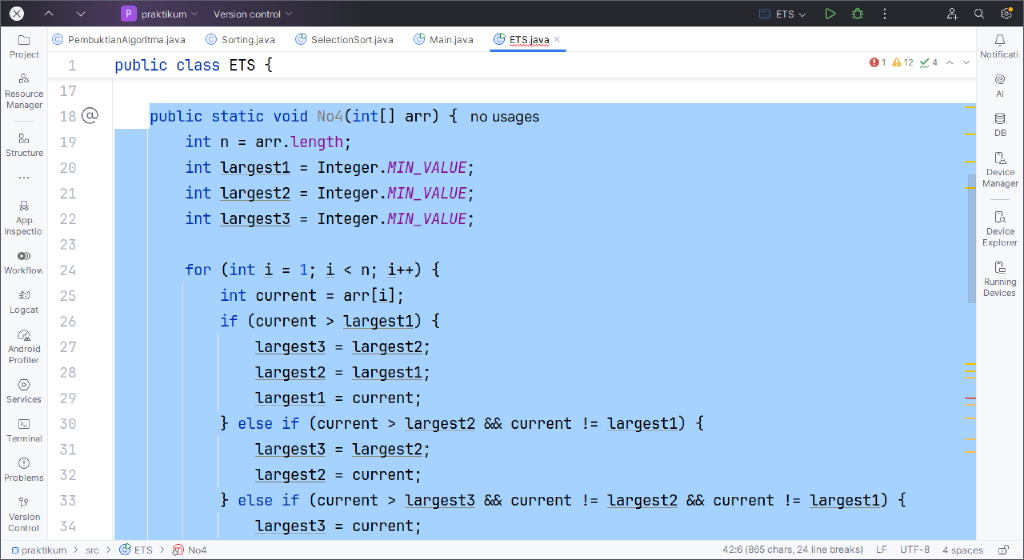 P praktikum Version control ETS
PembuktianAlgoritma.java Sorting.java SelectionSort.java Main.java ETS.java
1 public class ETS { 1 12 4
17
18 public static void No4(int[] arr) { no usages
19 int n = arr.length;
20 int largest1 = Integer.MIN_VALUE;
21 int largest2 = Integer.MIN_VALUE;
22 int largest3 = Integer.MIN_VALUE;
23
24 for (int i = 1; i < n; i++) {
25 int current = arr[i];
26 if (current > largest1) {
27 largest3 = largest2;
28 largest2 = largest1;
29 largest1 = current;
30 } else if (current > largest2 && current != largest1) {
31 largest3 = largest2;
32 largest2 = current;
33 } else if (current > largest3 && current != largest2 && current != largest1) {
34 largest3 = current;
Project
Resource
Manager
Structure
App
Inspectio
Workflow
Logcat
Android
Profiler
Services
Terminal
Problems
Version
Control
Notificati
AI
DB
Device
Manager
Device
Explorer
Running
Devices
praktikum > src > ETS > No4 42:6 (865 chars, 24 line breaks) LF UTF-8 4 spaces